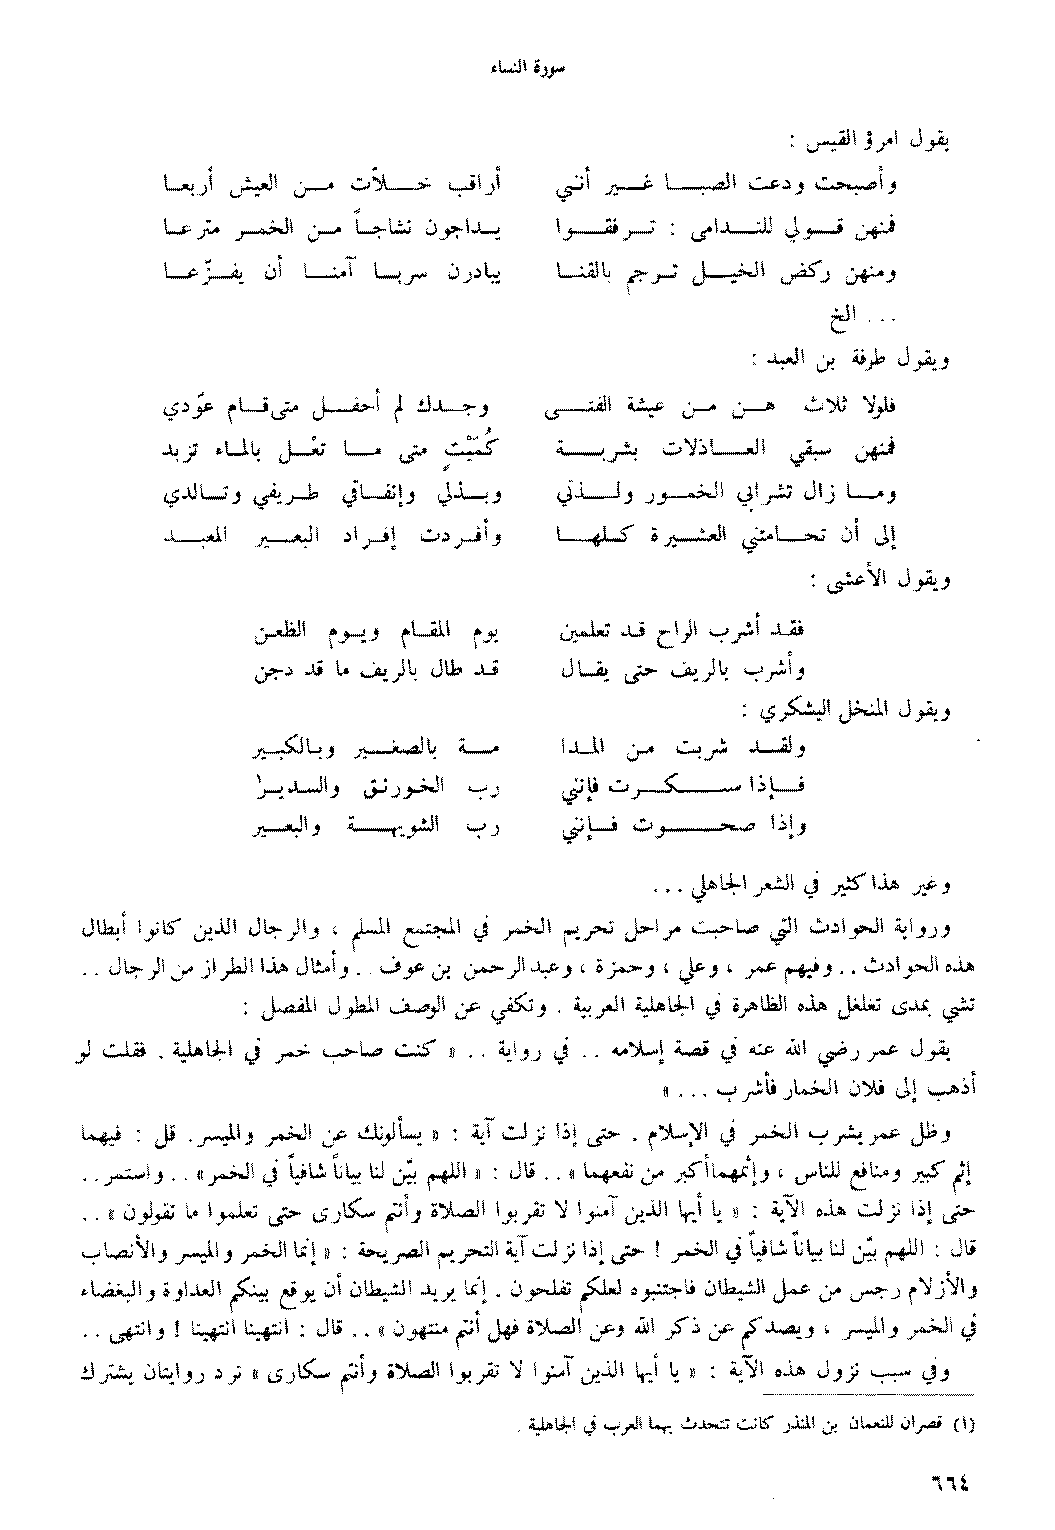 سورة النساء
يقول امرؤ القيس :
وأصبحت ودعت الصبا غير أنني أراقب خلات من العيش أربعا
فمنهن قولي للندامى : ترفقوا يداجون نشاجاً من الخمر مترعا
ومنهن ركض الخيل ترجم بالقنا يبادرن سربا آمنا أن يفزّعا
... الخ
ويقول طرفة بن العبد :
فلولا ثلاث هن من عيشة الفتى وجدك لم أحفل متى قام عوّدي
فمنهن سبقي العاذلات بشربة كُمَيْتٍ متى ما تعْل بالماء تزبد
وما زال تشرابي الخمور ولذتي وبذلي وإنفاقي طريفي وتالدي
إلى أن تحامتني العشيرة كلها وأفردت إفراد البعير المعبد
ويقول الأعشى :
فقد أشرب الراح قد تعلمين يوم المقام ويوم الظعن
وأشرب بالريف حتى يقال قد طال بالريف ما قد دجن
ويقول المنخل اليشكري :
ولقد شربت من المدا مة بالصغير وبالكبير
فإذا سكرت فإنني رب الخورنق والسدير١
وإذا صحوت فإنني رب الشويهة والبعير
وغير هذا كثير في الشعر الجاهلي ...
ورواية الحوادث التي صاحبت مراحل تحريم الخمر في المجتمع المسلم ، والرجال الذين كانوا أبطال
هذه الحوادث .. وفيهم عمر ، وعلي ، وحمزة ، وعبد الرحمن بن عوف .. وأمثال هذا الطراز من الرجال ..
تشي بمدى تغلغل هذه الظاهرة في الجاهلية العربية . وتكفي عن الوصف المطول المفصل :
يقول عمر رضي الله عنه في قصة إسلامه .. في رواية .. « كنت صاحب خمر في الجاهلية . فقلت لو
أذهب إلى فلان الخمار فأشرب ... »
وظل عمر يشرب الخمر في الإسلام . حتى إذا نزلت آية : « يسألونك عن الخمر والميسر. قل : فيهما
إثم كبير ومنافع للناس ، وإثمهما أكبر من نفعهما » .. قال : « اللهم بيّن لنا بياناً شافياً في الخمر» .. واستمر ..
حتى إذا نزلت هذه الآية : « يا أيها الذين آمنوا لا تقربوا الصلاة وأنتم سكارى حتى تعلموا ما تقولون » ..
قال : اللهم بيّن لنا بياناً شافياً في الخمر ! حتى إذا نزلت آية التحريم الصريحة : « إنما الخمر والميسر والأنصاب
والأزلام رجس من عمل الشيطان فاجتنبوه لعلكم تفلحون . إنما يريد الشيطان أن يوقع بينكم العداوة والبغضاء
في الخمر والميسر ، ويصدكم عن ذكر الله وعن الصلاة فهل أنتم منتهون » .. قال : انتهينا انتهينا ! وانتهى ..
وفي سبب نزول هذه الآية : « يا أيها الذين آمنوا لا تقربوا الصلاة وأنتم سكارى » ترد روايتان يشترك
(١) قصران للنعمان بن المنذر كانت تتحدث بهما العرب في الجاهلية .
٦٦٤